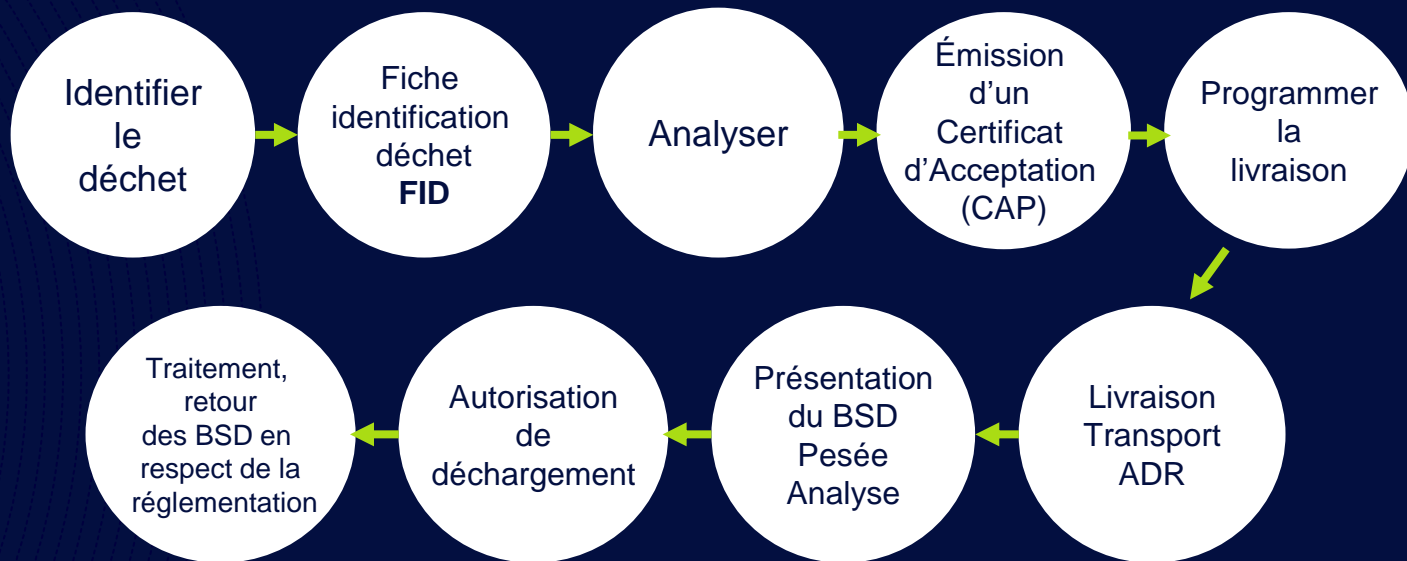 Identifier
le
déchet
Fiche
identification
déchet
FID
Analyser
Émission
d'un
Certificat
d'Acceptation
(CAP)
Programmer
la
livraison
Livraison
Transport
ADR
Présentation
du BSD
Pesée
Analyse
Autorisation
de
déchargement
Traitement,
retour
des BSD en
respect de la
réglementation